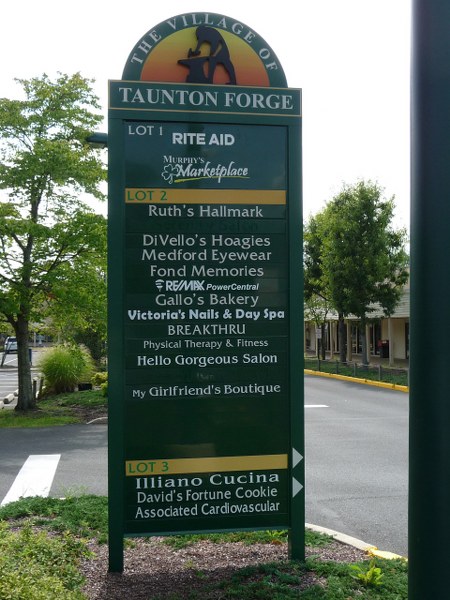 THE VILLAGE OF
TAUNTON FORGE
LOT 1
RITE AID
MURPHY'S
Marketplace
LOT 2
Ruth's Hallmark
DiVello's Hoagies
Medford Eyewear
Fond Memories
RE/MAX PowerCentral
Gallo's Bakery
Victoria's Nails & Day Spa
BREAKTHRU
Physical Therapy & Fitness
Hello Gorgeous Salon
My Girlfriend's Boutique
LOT 3
Illiano Cucina
David's Fortune Cookie
Associated Cardiovascular